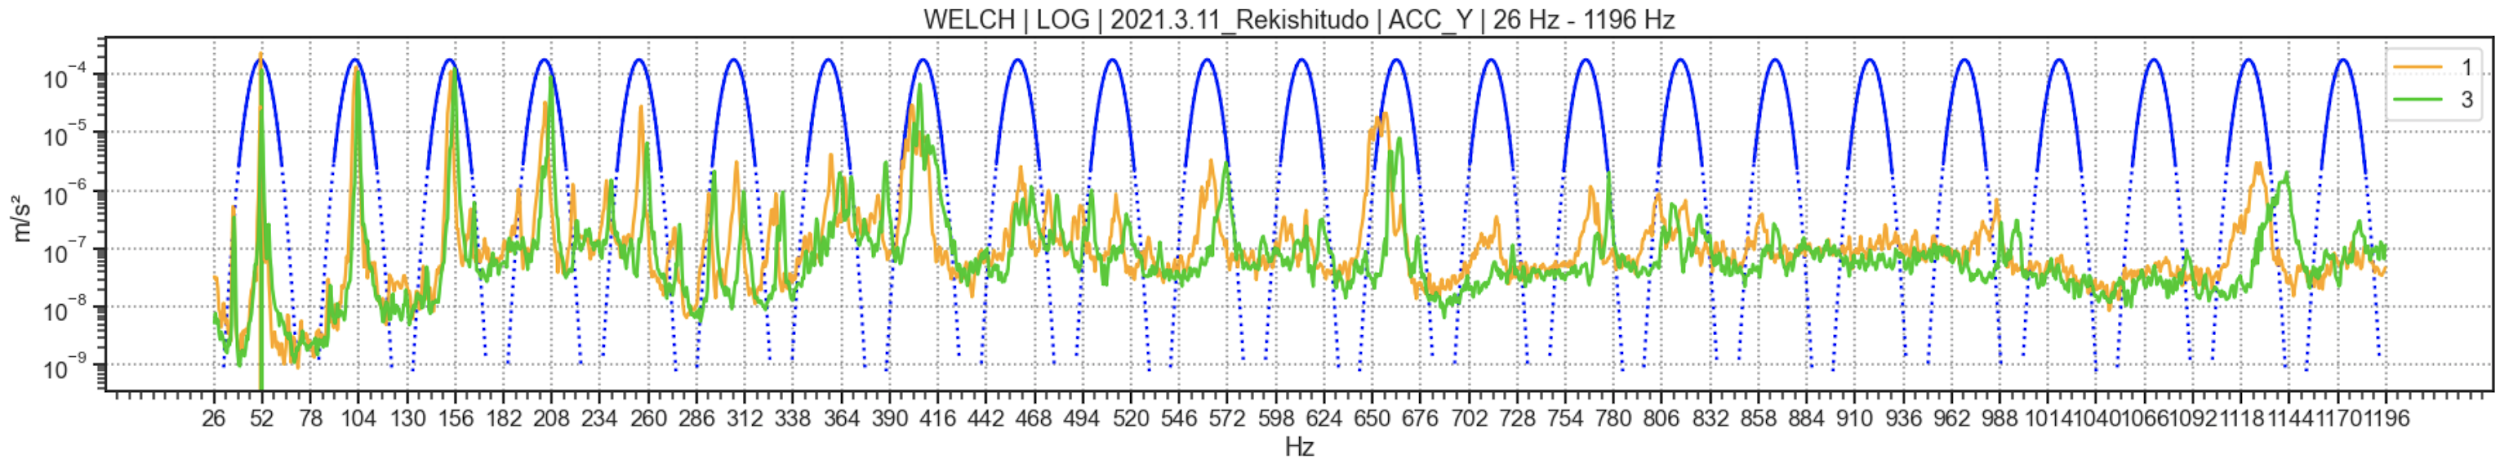 WELCH | LOG | 2021.3.11_Rekishitudo | ACC_Y | 26 Hz - 1196 Hz
1
3
10⁻⁴
10⁻⁵
10⁻⁶
10⁻⁷
10⁻⁸
10⁻⁹
m/s²
26 52 78 104 130 156 182 208 234 260 286 312 338 364 390 416 442 468 494 520 546 572 598 624 650 676 702 728 754 780 806 832 858 884 910 936 962 988 1014 1040 1066 1092 1118 1144 1170 1196
Hz